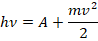 hν = A + mv²/2